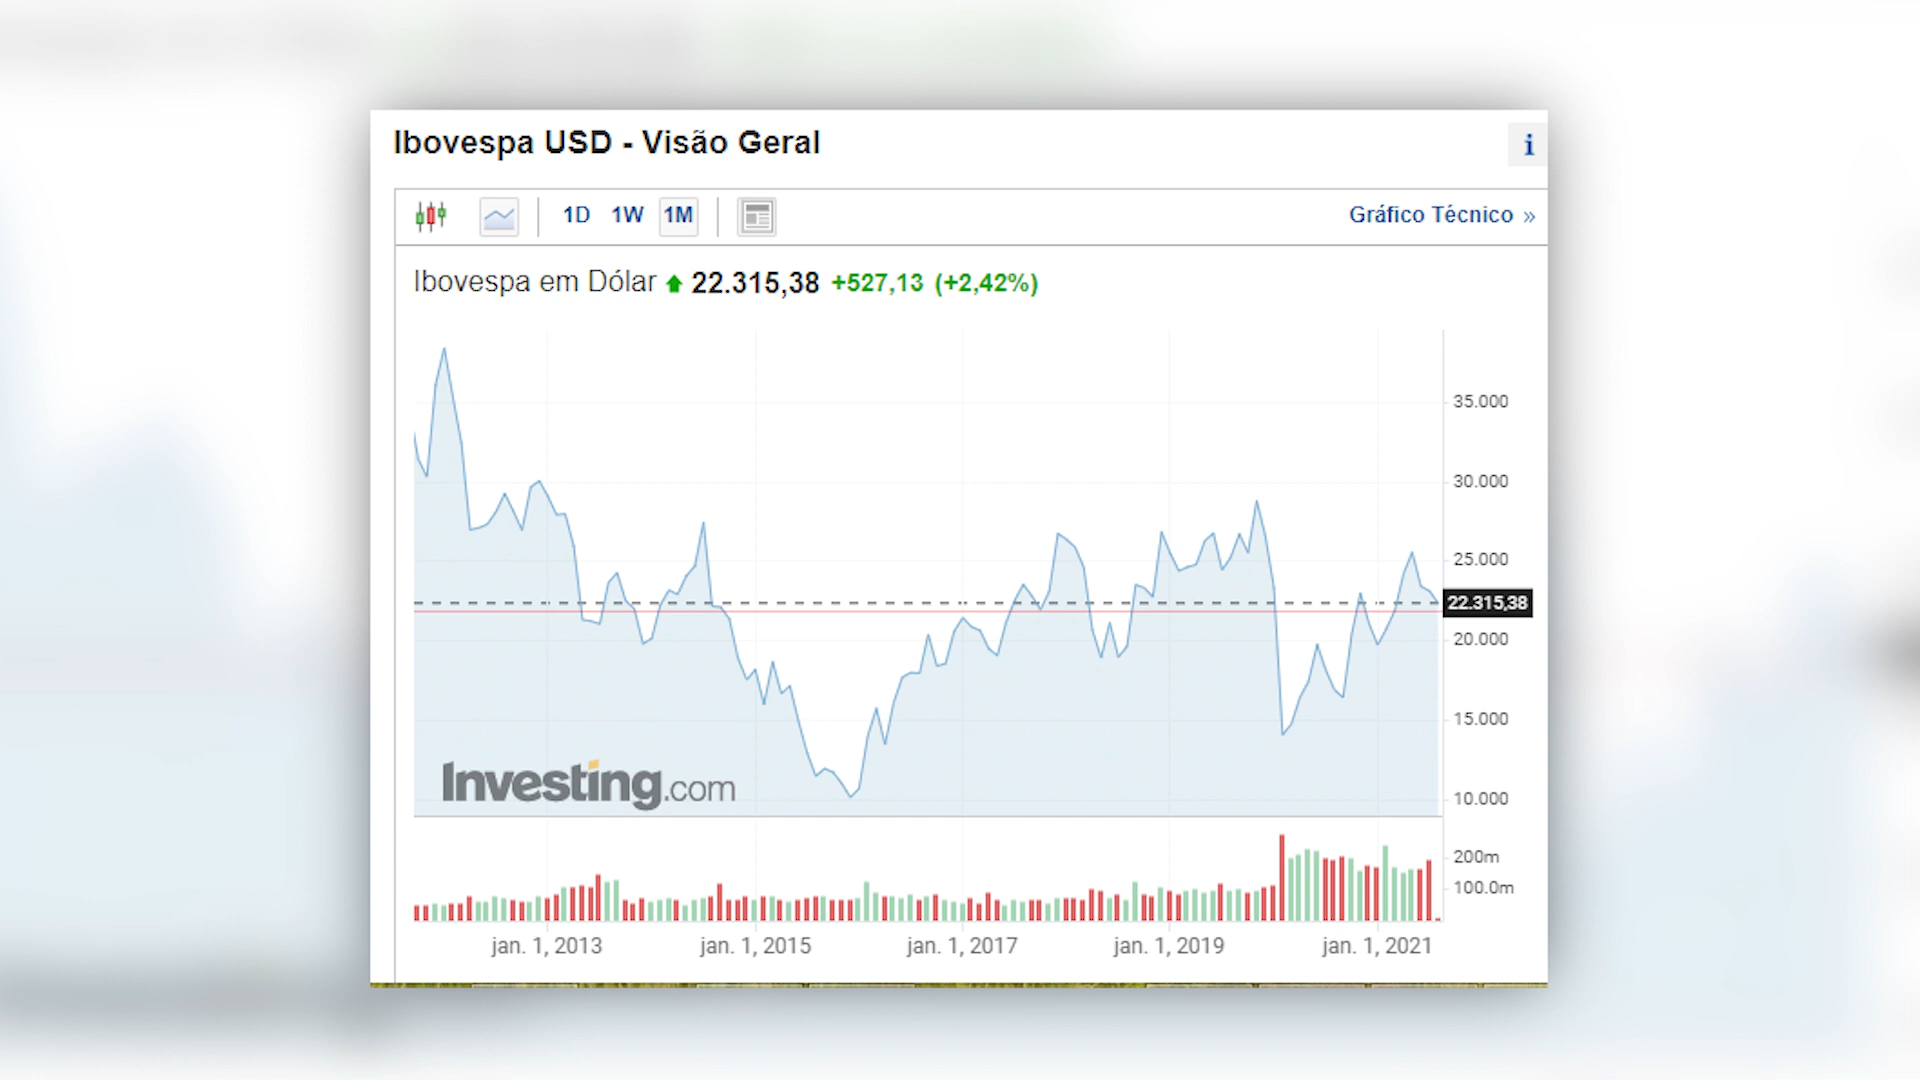 Ibovespa USD - Visão Geral
i
1D 1W 1M
Gráfico Técnico »
Ibovespa em Dólar 22.315,38 +527,13 (+2,42%)
35.000
30.000
25.000
22.315,38
20.000
15.000
10.000
Investing.com
200m
100.0m
jan. 1, 2013 jan. 1, 2015 jan. 1, 2017 jan. 1, 2019 jan. 1, 2021